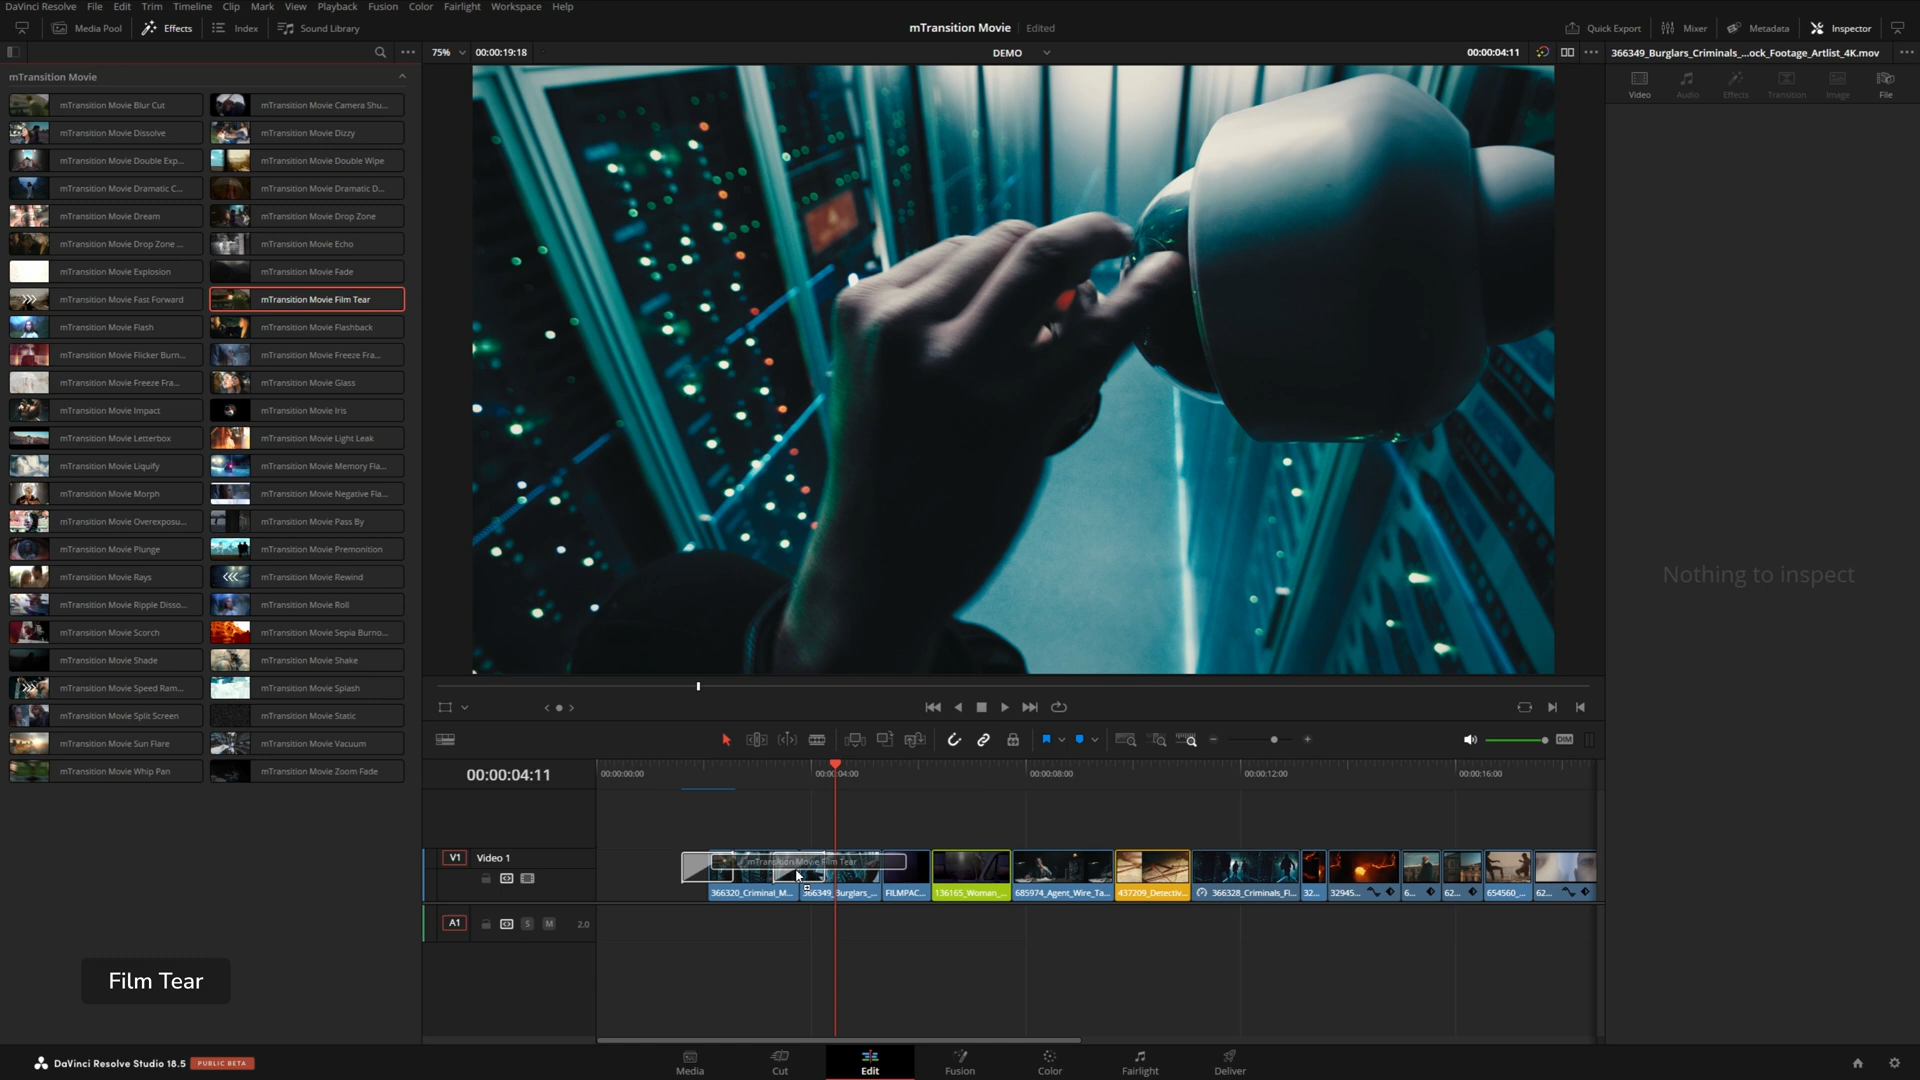 DaVinci Resolve File Edit Trim Timeline Clip Mark View Playback Fusion Color Fairlight Workspace Help
Media Pool Effects Index Sound Library mTransition Movie Edited Quick Export Mixer Metadata Inspector
75% 00:00:19:18 DEMO 00:00:04:11 366349_Burglars_Criminals_...ock_Footage_Artlist_4K.mov
mTransition Movie
Video Audio Effects Transition Image File
mTransition Movie Blur Cut mTransition Movie Camera Shu...
mTransition Movie Dissolve mTransition Movie Dizzy
mTransition Movie Double Exp... mTransition Movie Double Wipe
mTransition Movie Dramatic C... mTransition Movie Dramatic D...
mTransition Movie Dream mTransition Movie Drop Zone
mTransition Movie Drop Zone ... mTransition Movie Echo
mTransition Movie Explosion mTransition Movie Fade
mTransition Movie Fast Forward mTransition Movie Film Tear
mTransition Movie Flash mTransition Movie Flashback
mTransition Movie Flicker Burn... mTransition Movie Freeze Fra...
mTransition Movie Freeze Fra... mTransition Movie Glass
mTransition Movie Impact mTransition Movie Iris
mTransition Movie Letterbox mTransition Movie Light Leak
mTransition Movie Liquify mTransition Movie Memory Fla...
mTransition Movie Morph mTransition Movie Negative Fla...
mTransition Movie Overexposu... mTransition Movie Pass By
mTransition Movie Plunge mTransition Movie Premonition
mTransition Movie Rays mTransition Movie Rewind
Nothing to inspect
mTransition Movie Ripple Disso... mTransition Movie Roll
mTransition Movie Scorch mTransition Movie Sepia Burno...
mTransition Movie Shade mTransition Movie Shake
mTransition Movie Speed Ram... mTransition Movie Splash
mTransition Movie Split Screen mTransition Movie Static
mTransition Movie Sun Flare mTransition Movie Vacuum
mTransition Movie Whip Pan mTransition Movie Zoom Fade
DIM
00:00:04:11 00:00:00:00 00:00:04:00 00:00:08:00 00:00:12:00 00:00:16:00
V1 Video 1 mTransition Movie Film Tear
366320_Criminal_M... 366349_Burglars_... FILMPAC... 136165_Woman_... 685974_Agent_Wire_Ta... 437209_Detectiv... 366328_Criminals_Fl... 32... 32945... 6... 62... 654560_... 62...
A1 S M 2.0
Film Tear
DaVinci Resolve Studio 18.5 PUBLIC BETA
Media Cut Edit Fusion Color Fairlight Deliver